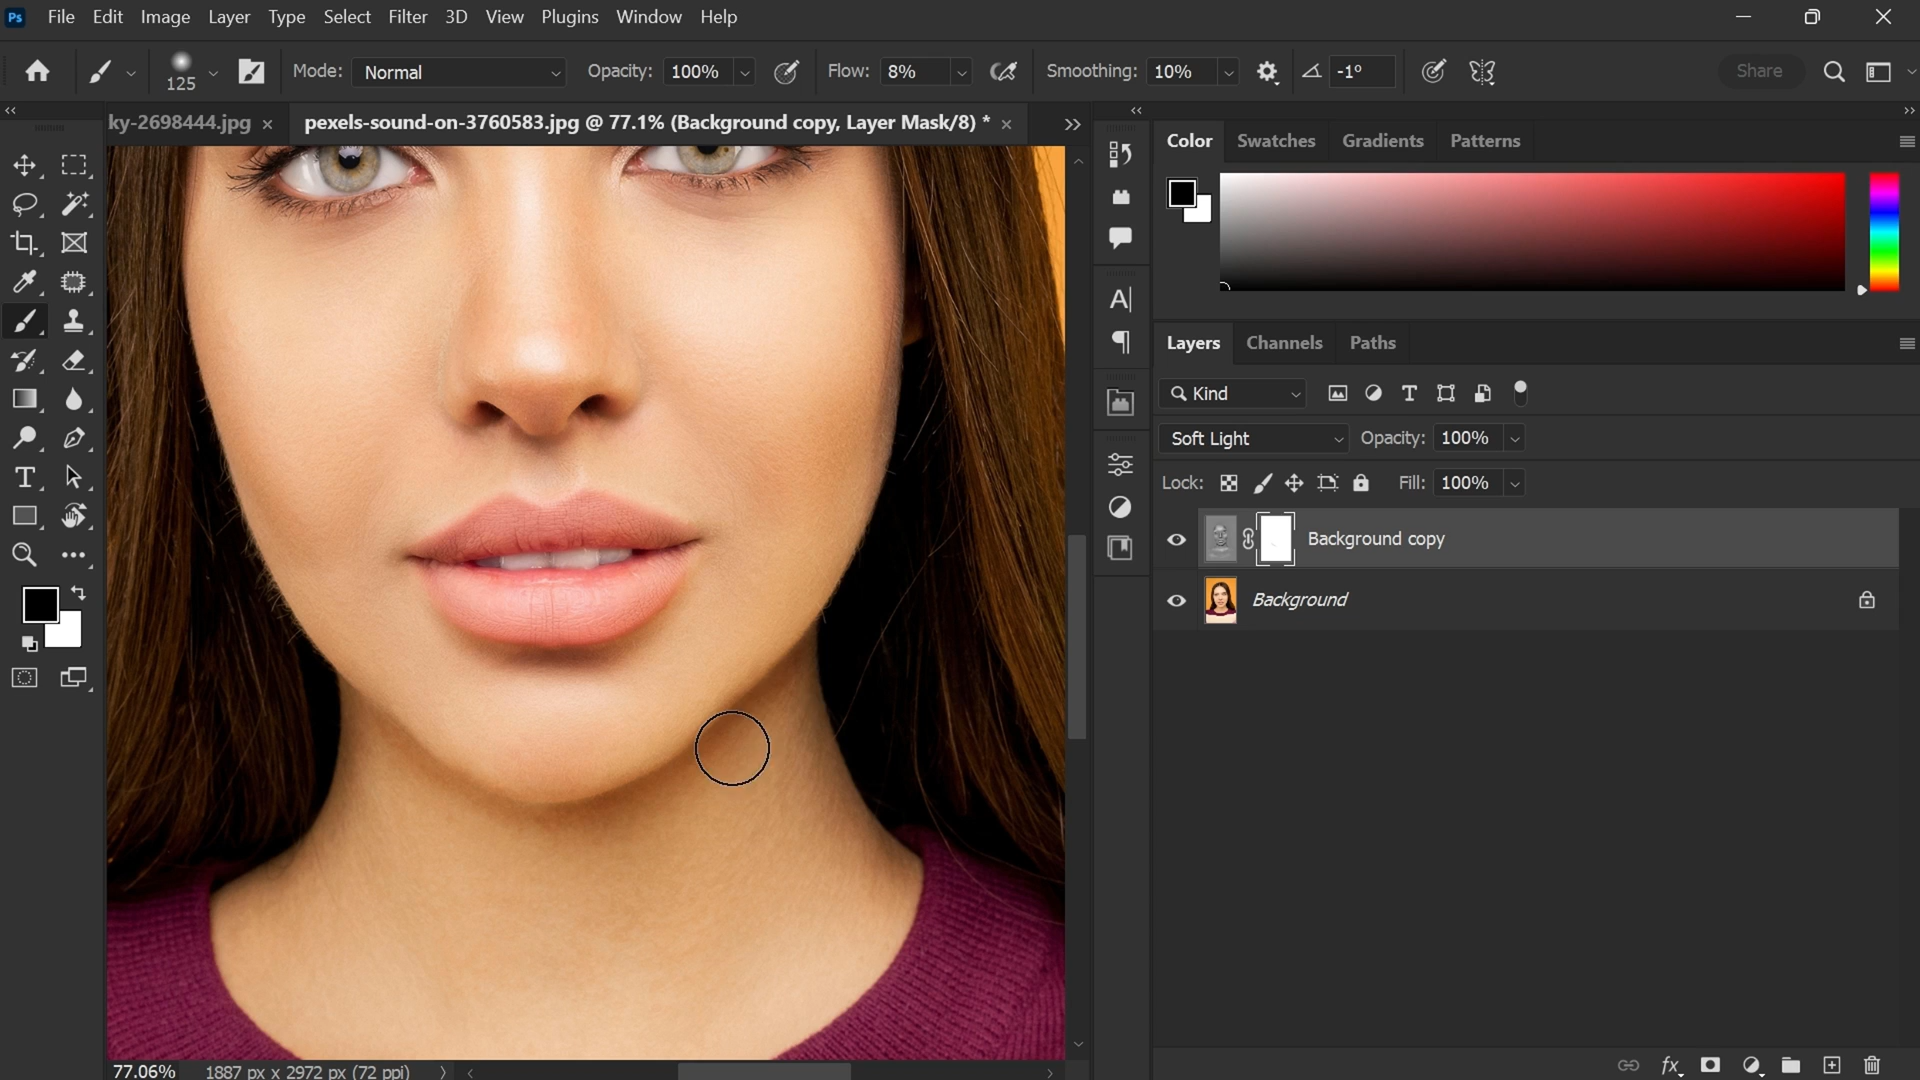 Ps File Edit Image Layer Type Select Filter 3D View Plugins Window Help
125 Mode: Normal Opacity: 100% Flow: 8% Smoothing: 10% -1° Share
ky-2698444.jpg × pexels-sound-on-3760583.jpg @ 77.1% (Background copy, Layer Mask/8) * ×
Color Swatches Gradients Patterns
Layers Channels Paths
Kind
Soft Light Opacity: 100%
Lock: Fill: 100%
Background copy
Background
77.06% 1887 px x 2972 px (72 ppi)
fx